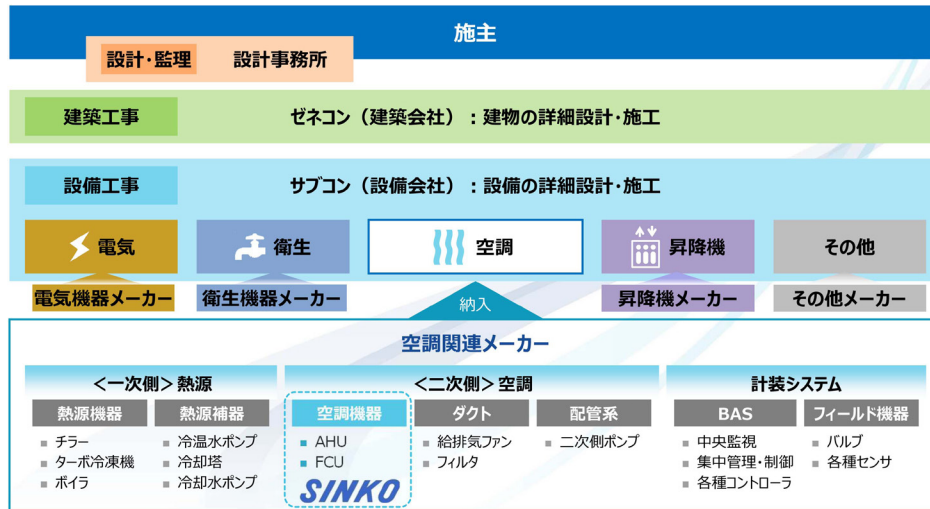 施主
設計・監理 設計事務所
建築工事 ゼネコン（建築会社）：建物の詳細設計・施工
設備工事 サブコン（設備会社）：設備の詳細設計・施工
電気 衛生 空調 昇降機 その他
電気機器メーカー 衛生機器メーカー 納入 昇降機メーカー その他メーカー
空調関連メーカー
＜一次側＞熱源
熱源機器
■ チラー
■ ターボ冷凍機
■ ボイラ
熱源補器
■ 冷温水ポンプ
■ 冷却塔
■ 冷却水ポンプ
＜二次側＞空調
空調機器
■ AHU
■ FCU
SINKO
ダクト
■ 給排気ファン
■ フィルタ
配管系
■ 二次側ポンプ
計装システム
BAS
■ 中央監視
■ 集中管理・制御
■ 各種コントローラ
フィールド機器
■ バルブ
■ 各種センサ